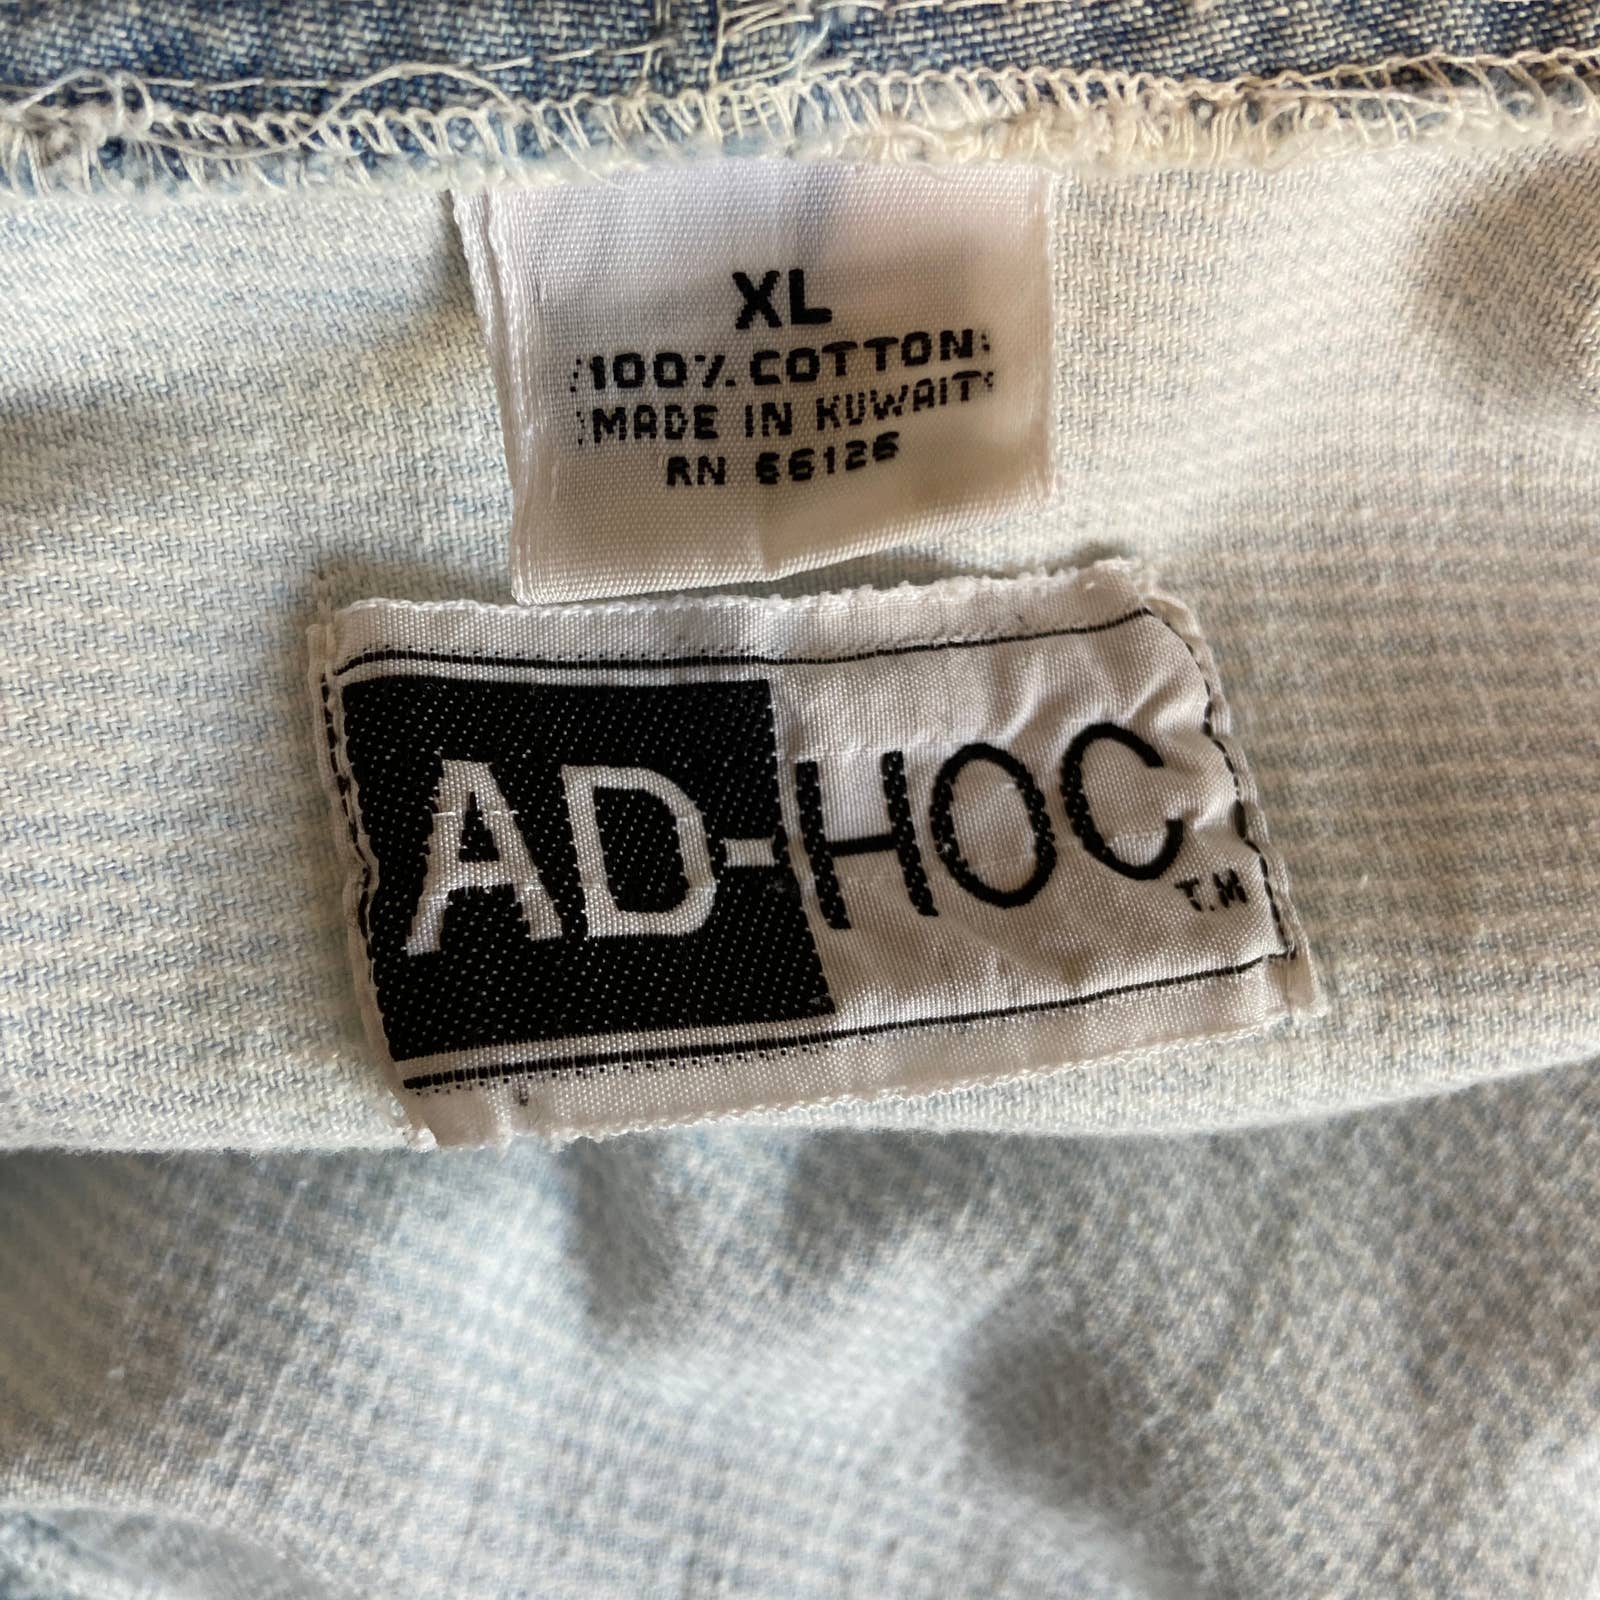 XL
100% COTTON
MADE IN KUWAIT
RN 66126
AD-HOC T.M